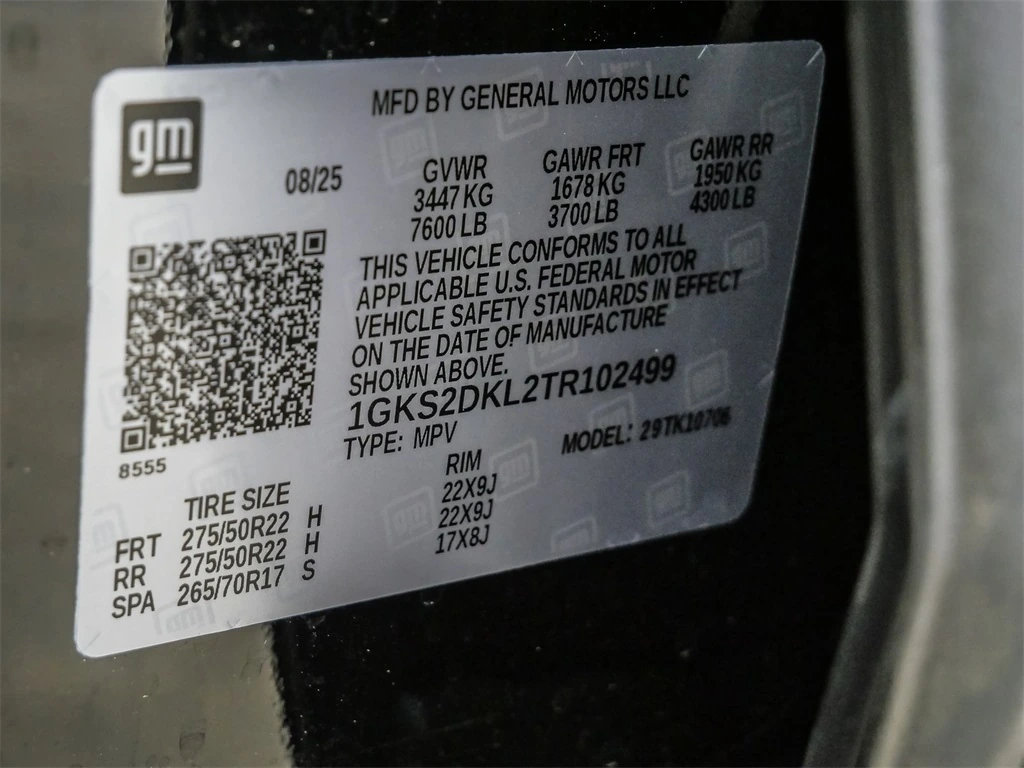 gm
MFD BY GENERAL MOTORS LLC
08/25
GVWR
3447 KG
7600 LB
GAWR FRT
1678 KG
3700 LB
GAWR RR
1950 KG
4300 LB
THIS VEHICLE CONFORMS TO ALL
APPLICABLE U.S. FEDERAL MOTOR
VEHICLE SAFETY STANDARDS IN EFFECT
ON THE DATE OF MANUFACTURE
SHOWN ABOVE.
1GKS2DKL2TR102499
TYPE: MPV
MODEL: 29TK10706
8555
TIRE SIZE
RIM
FRT 275/50R22 H 22X9J
RR 275/50R22 H 22X9J
SPA 265/70R17 S 17X8J